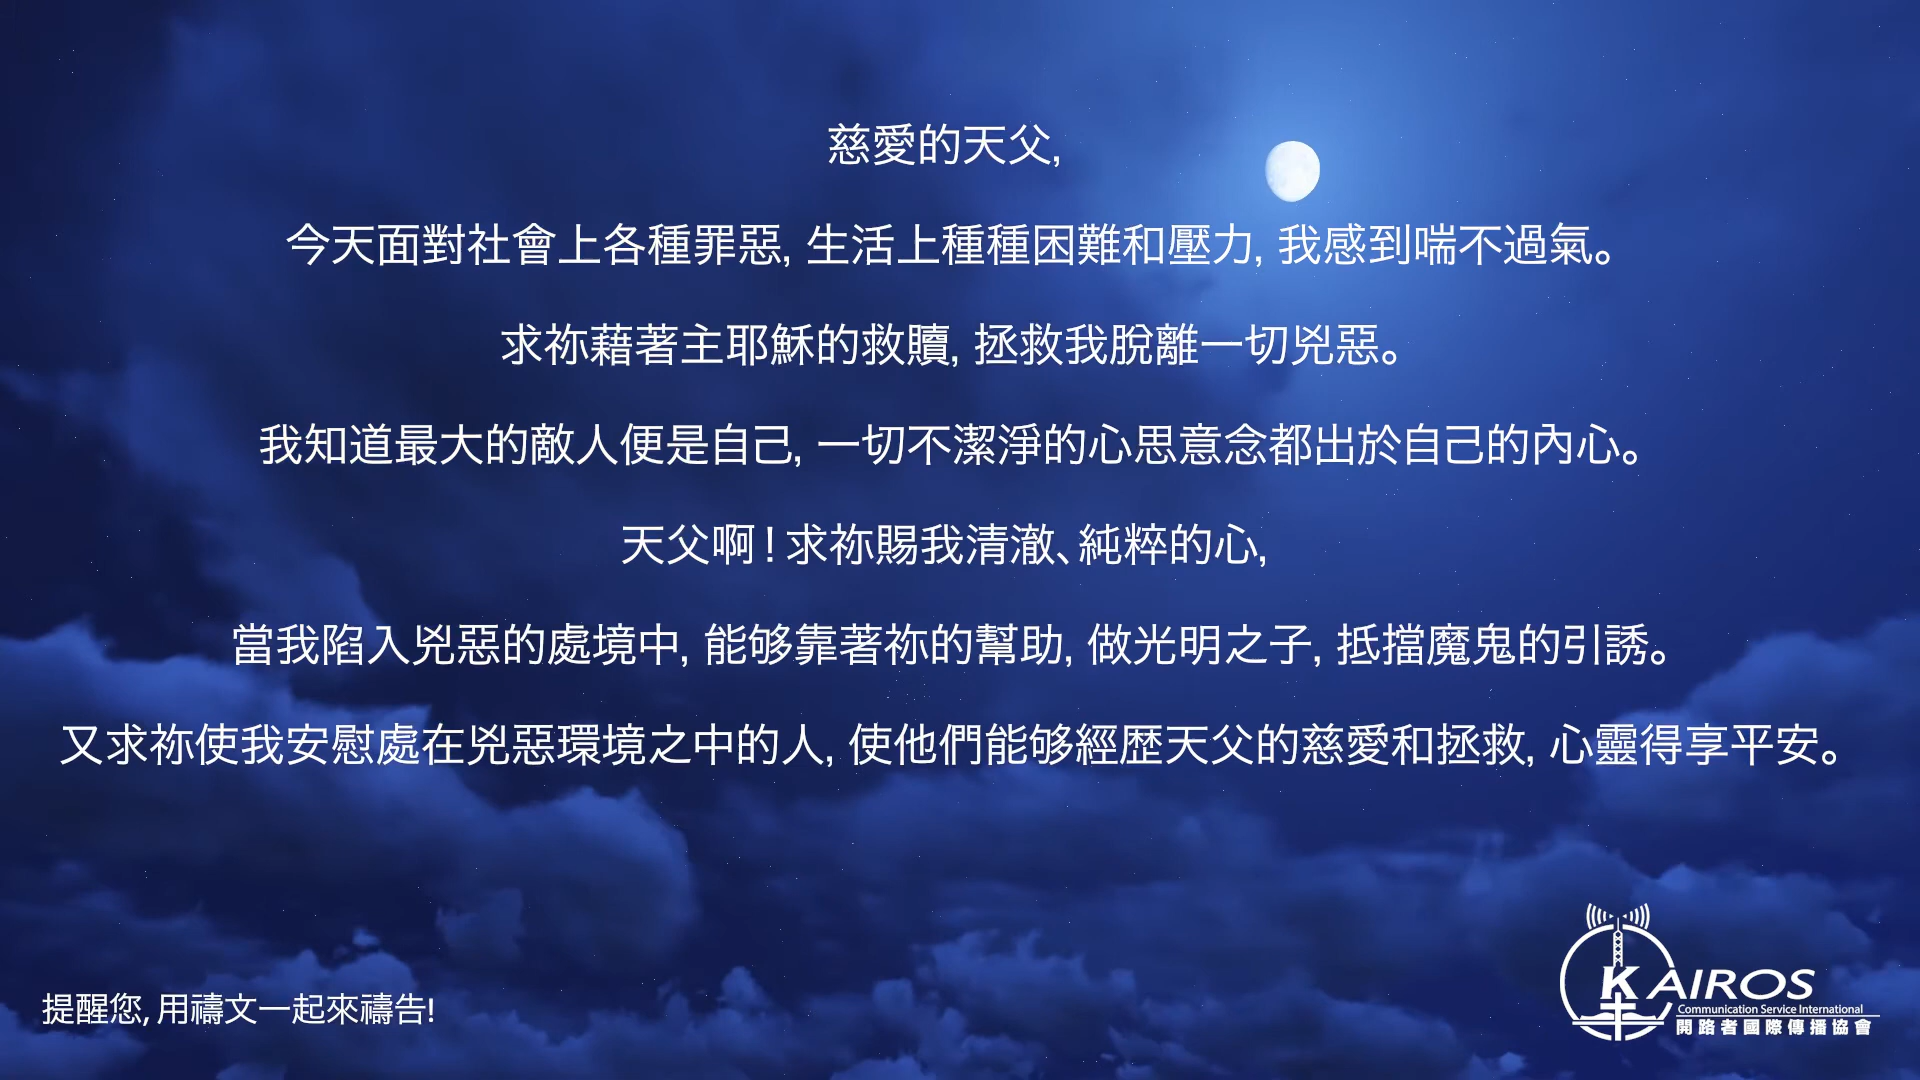 慈愛的天父,
今天面對社會上各種罪惡, 生活上種種困難和壓力, 我感到喘不過氣。
求祢藉著主耶穌的救贖, 拯救我脫離一切兇惡。
我知道最大的敵人便是自己, 一切不潔淨的心思意念都出於自己的內心。
天父啊!求祢賜我清澈、純粹的心,
當我陷入兇惡的處境中, 能够靠著祢的幫助, 做光明之子, 抵擋魔鬼的引誘。
又求祢使我安慰處在兇惡環境之中的人, 使他們能够經歷天父的慈愛和拯救, 心靈得享平安。
提醒您, 用禱文一起來禱告!
KAIROS
Communication Service International
開路者國際傳播協會